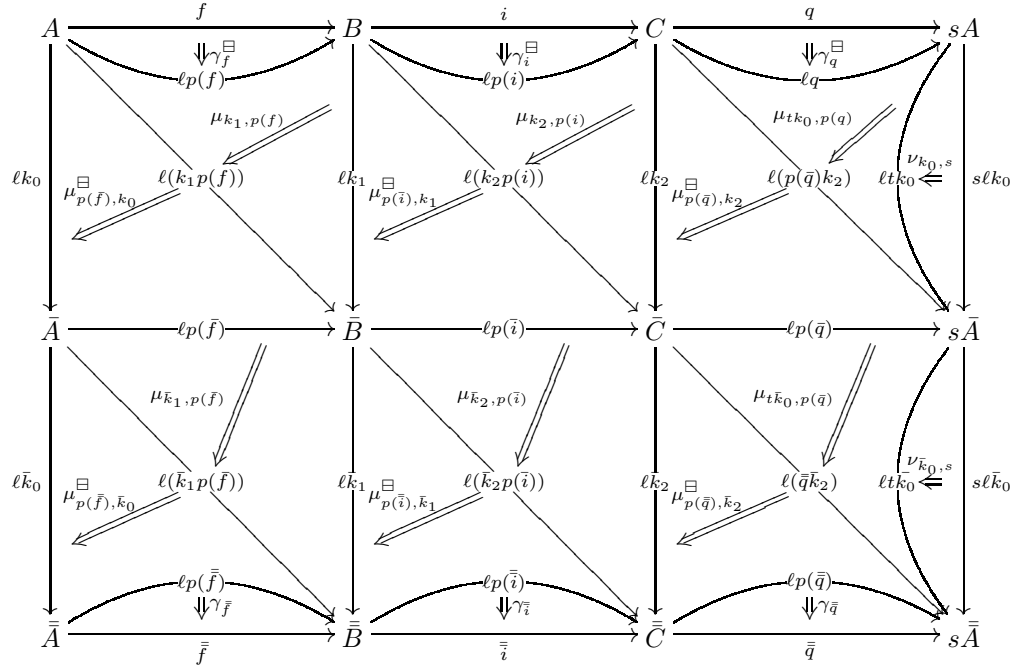 f i q
A B C sA
γ_f^⊟ γ_i^⊟ γ_q^⊟
ℓp(f) ℓp(i) ℓq
μ_{k_1,p(f)} μ_{k_2,p(i)} μ_{tk_0,p(q)}
ν_{k_0,s}
ℓk_0 ℓ(k_1p(f)) ℓk_1 ℓ(k_2p(i)) ℓk_2 ℓ(p(q̄)k_2) ℓtk_0 sℓk_0
μ^⊟_{p(f̄),k_0} μ^⊟_{p(ī),k_1} μ^⊟_{p(q̄),k_2}
Ā ℓp(f̄) B̄ ℓp(ī) C̄ ℓp(q̄) sĀ
μ_{k̄_1,p(f̄)} μ_{k̄_2,p(ī)} μ_{tk̄_0,p(q̄)}
ν_{k̄_0,s}
ℓk̄_0 ℓ(k̄_1p(f̄)) ℓk̄_1 ℓ(k̄_2p(ī)) ℓk_2 ℓ(q̿k̄_2) ℓtk̄_0 sℓk̄_0
μ^⊟_{p(f̿),k̄_0} μ^⊟_{p(i̿),k̄_1} μ^⊟_{p(q̿),k̄_2}
ℓp(f̿) ℓp(i̿) ℓp(q̿)
γ_{f̿} γ_{i̿} γ_{q̿}
A̿ B̿ C̿ sA̿
f̿ i̿ q̿